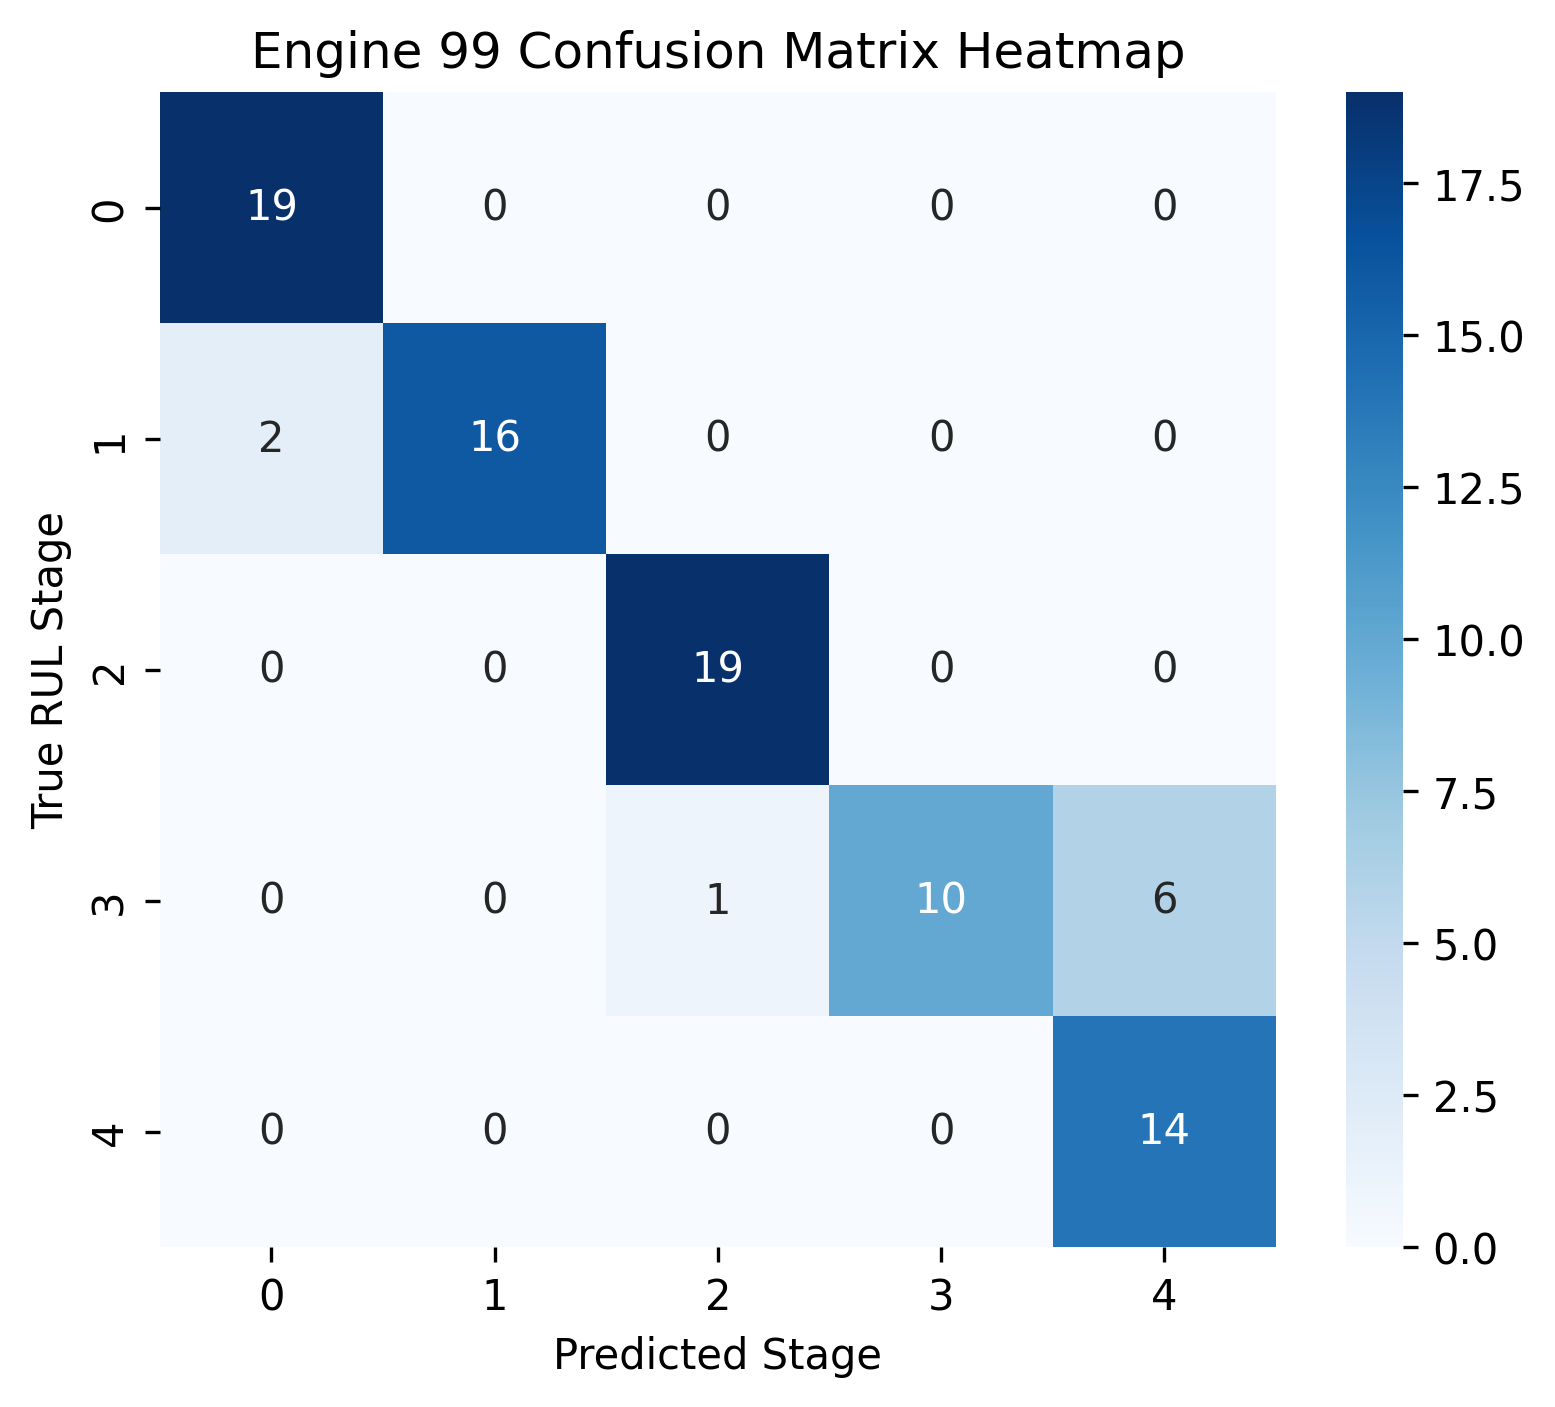 Engine 99 Confusion Matrix Heatmap
True RUL Stage
0 19 0 0 0 0
1 2 16 0 0 0
2 0 0 19 0 0
3 0 0 1 10 6
4 0 0 0 0 14
0 1 2 3 4
Predicted Stage
17.5
15.0
12.5
10.0
7.5
5.0
2.5
0.0